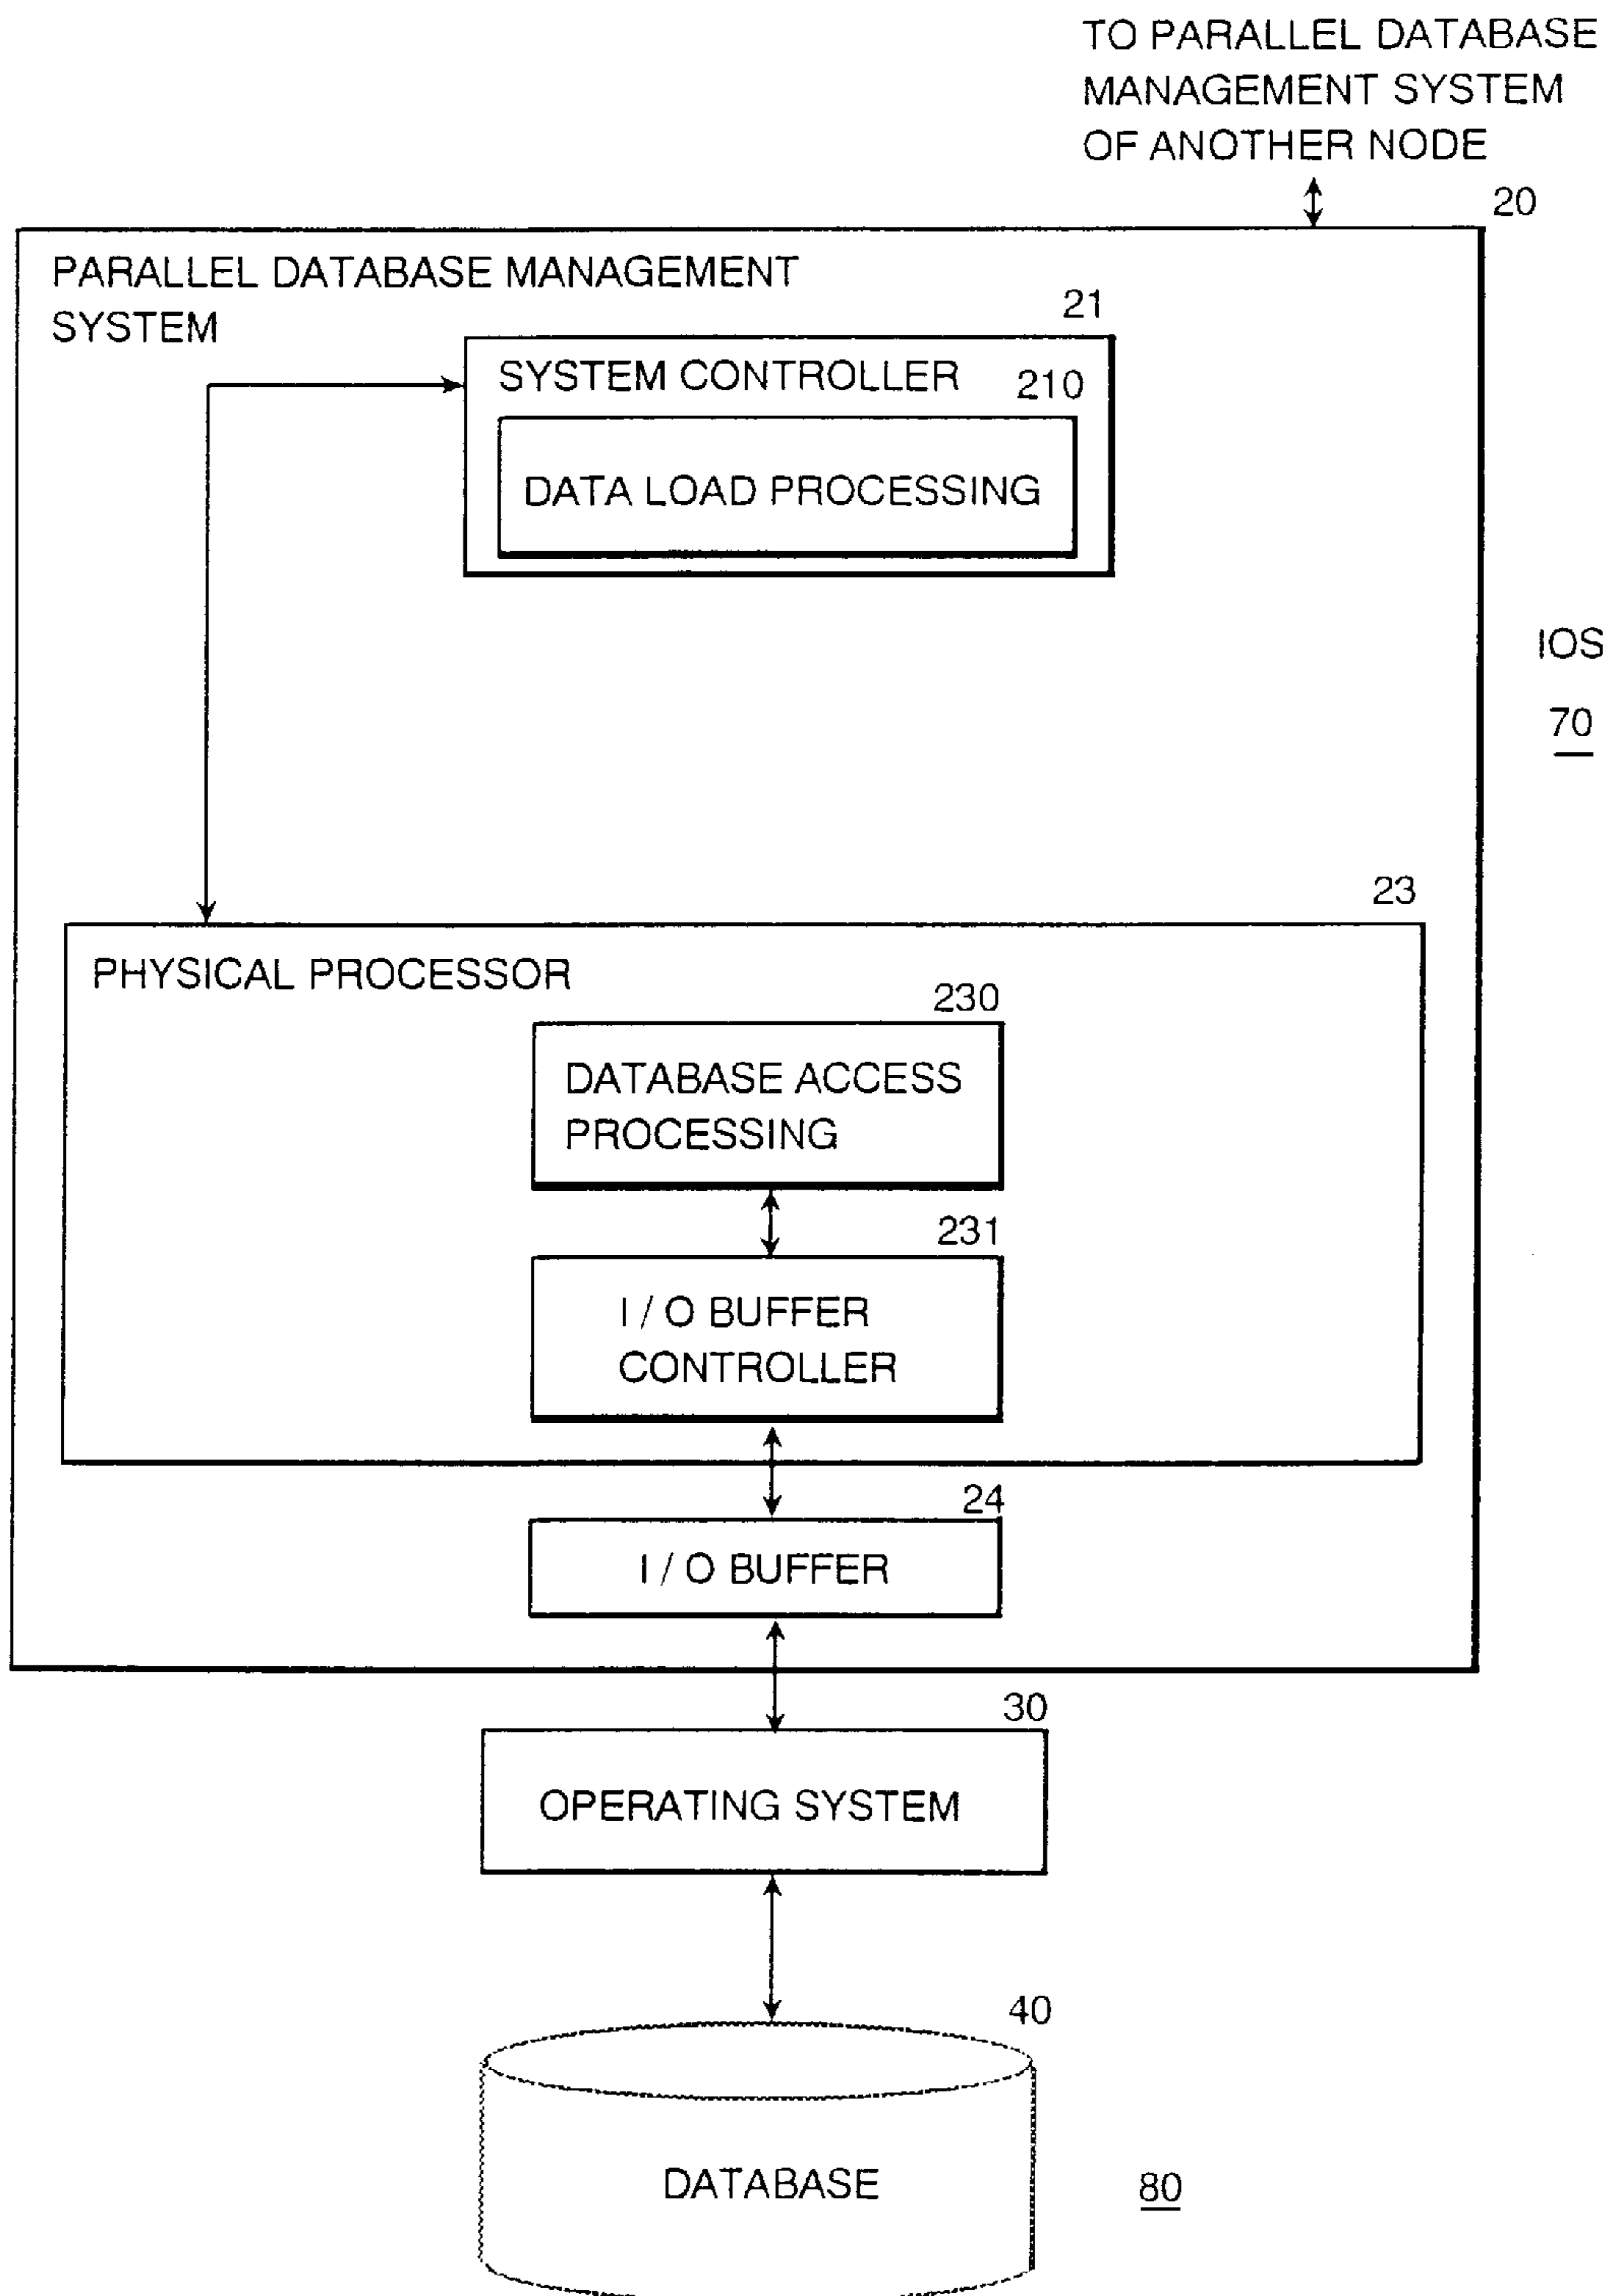 TO PARALLEL DATABASE
MANAGEMENT SYSTEM
OF ANOTHER NODE
20
PARALLEL DATABASE MANAGEMENT
SYSTEM
21
SYSTEM CONTROLLER
210
DATA LOAD PROCESSING
IOS
70
23
PHYSICAL PROCESSOR
230
DATABASE ACCESS
PROCESSING
231
I / O BUFFER
CONTROLLER
24
I / O BUFFER
30
OPERATING SYSTEM
40
DATABASE
80